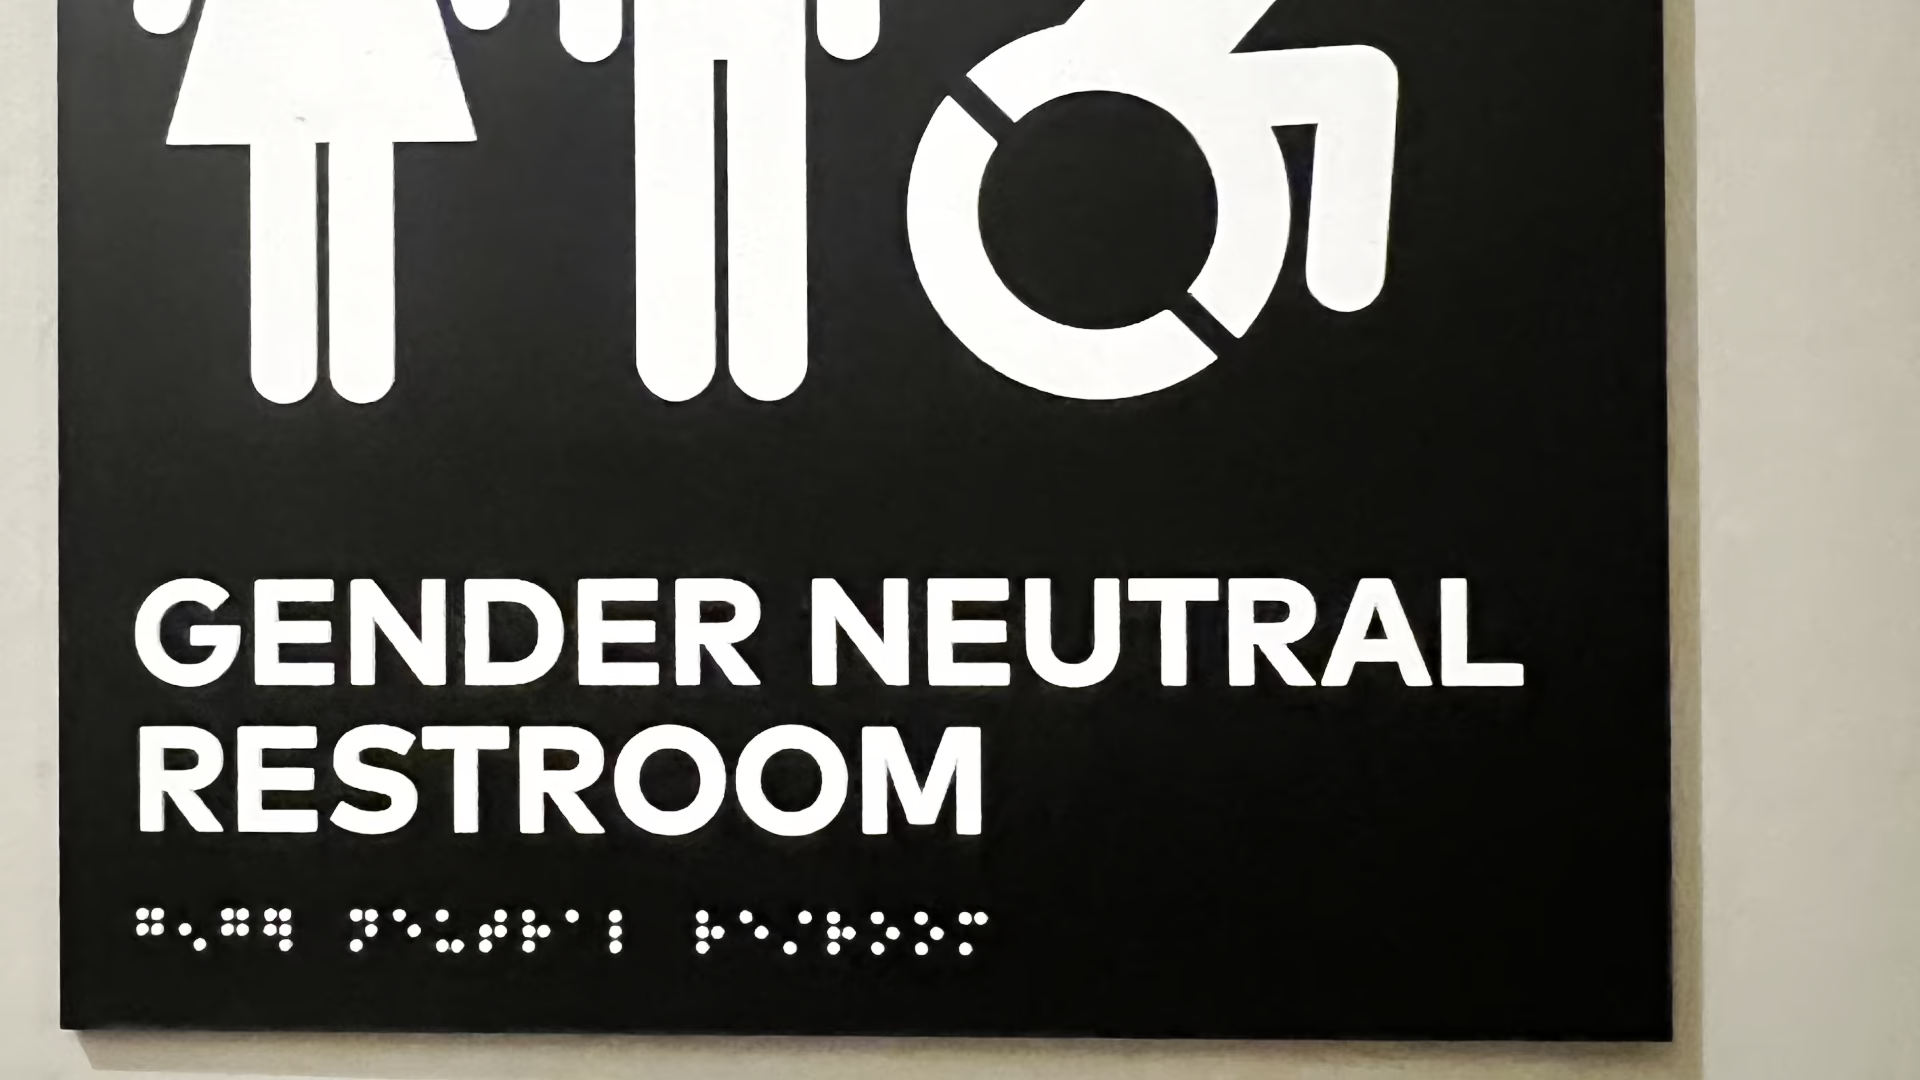 GENDER NEUTRAL
RESTROOM
⠛⠢⠙⠻ ⠝⠑⠥⠞⠗⠁⠇ ⠗⠑⠌⠗⠕⠕⠍